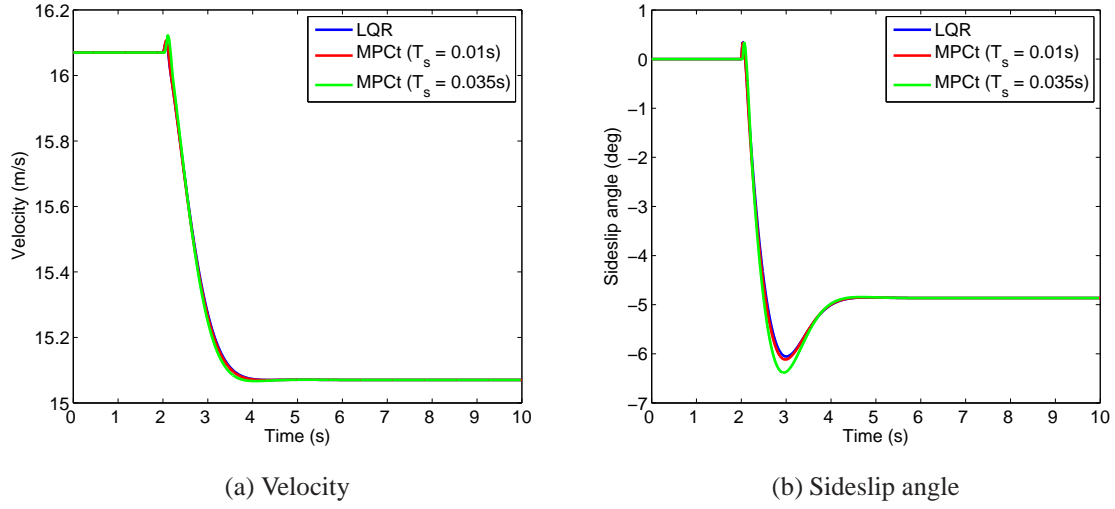 16.2
16
15.8
15.6
15.4
15.2
15
0 1 2 3 4 5 6 7 8 9 10
Velocity (m/s)
Time (s)
LQR
MPCt (T_s = 0.01s)
MPCt (T_s = 0.035s)
(a) Velocity
1
0
−1
−2
−3
−4
−5
−6
−7
0 1 2 3 4 5 6 7 8 9 10
Sideslip angle (deg)
Time (s)
LQR
MPCt (T_s = 0.01s)
MPCt (T_s = 0.035s)
(b) Sideslip angle